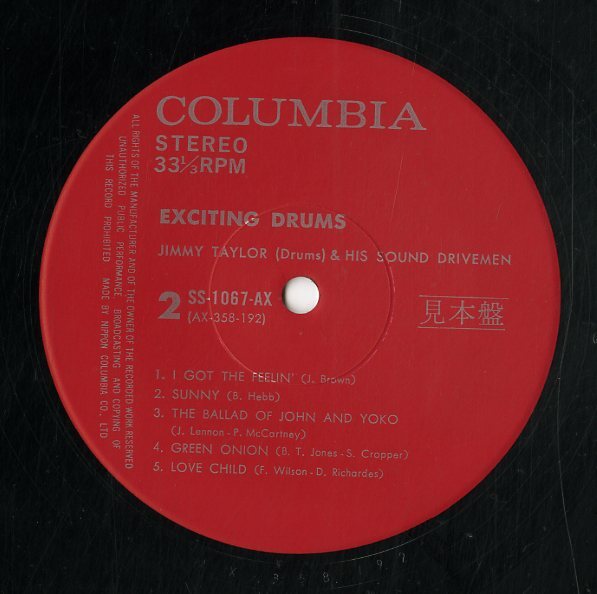 COLUMBIA
STEREO
33⅓RPM
EXCITING DRUMS
JIMMY TAYLOR (Drums) & HIS SOUND DRIVEMEN
2 SS-1067-AX
(AX-358-192)
見本盤
1. I GOT THE FEELIN' (J. Brown)
2. SUNNY (B. Hebb)
3. THE BALLAD OF JOHN AND YOKO
(J. Lennon-P. McCartney)
4. GREEN ONION (B. T. Jones-S. Cropper)
5. LOVE CHILD (F. Wilson-D. Richardes)
ALL RIGHTS OF THE MANUFACTURER AND OF THE OWNER OF THE RECORDED WORK RESERVED
UNAUTHORIZED PUBLIC PERFORMANCE, BROADCASTING AND COPYING OF
THIS RECORD PROHIBITED MADE BY NIPPON COLUMBIA CO., LTD